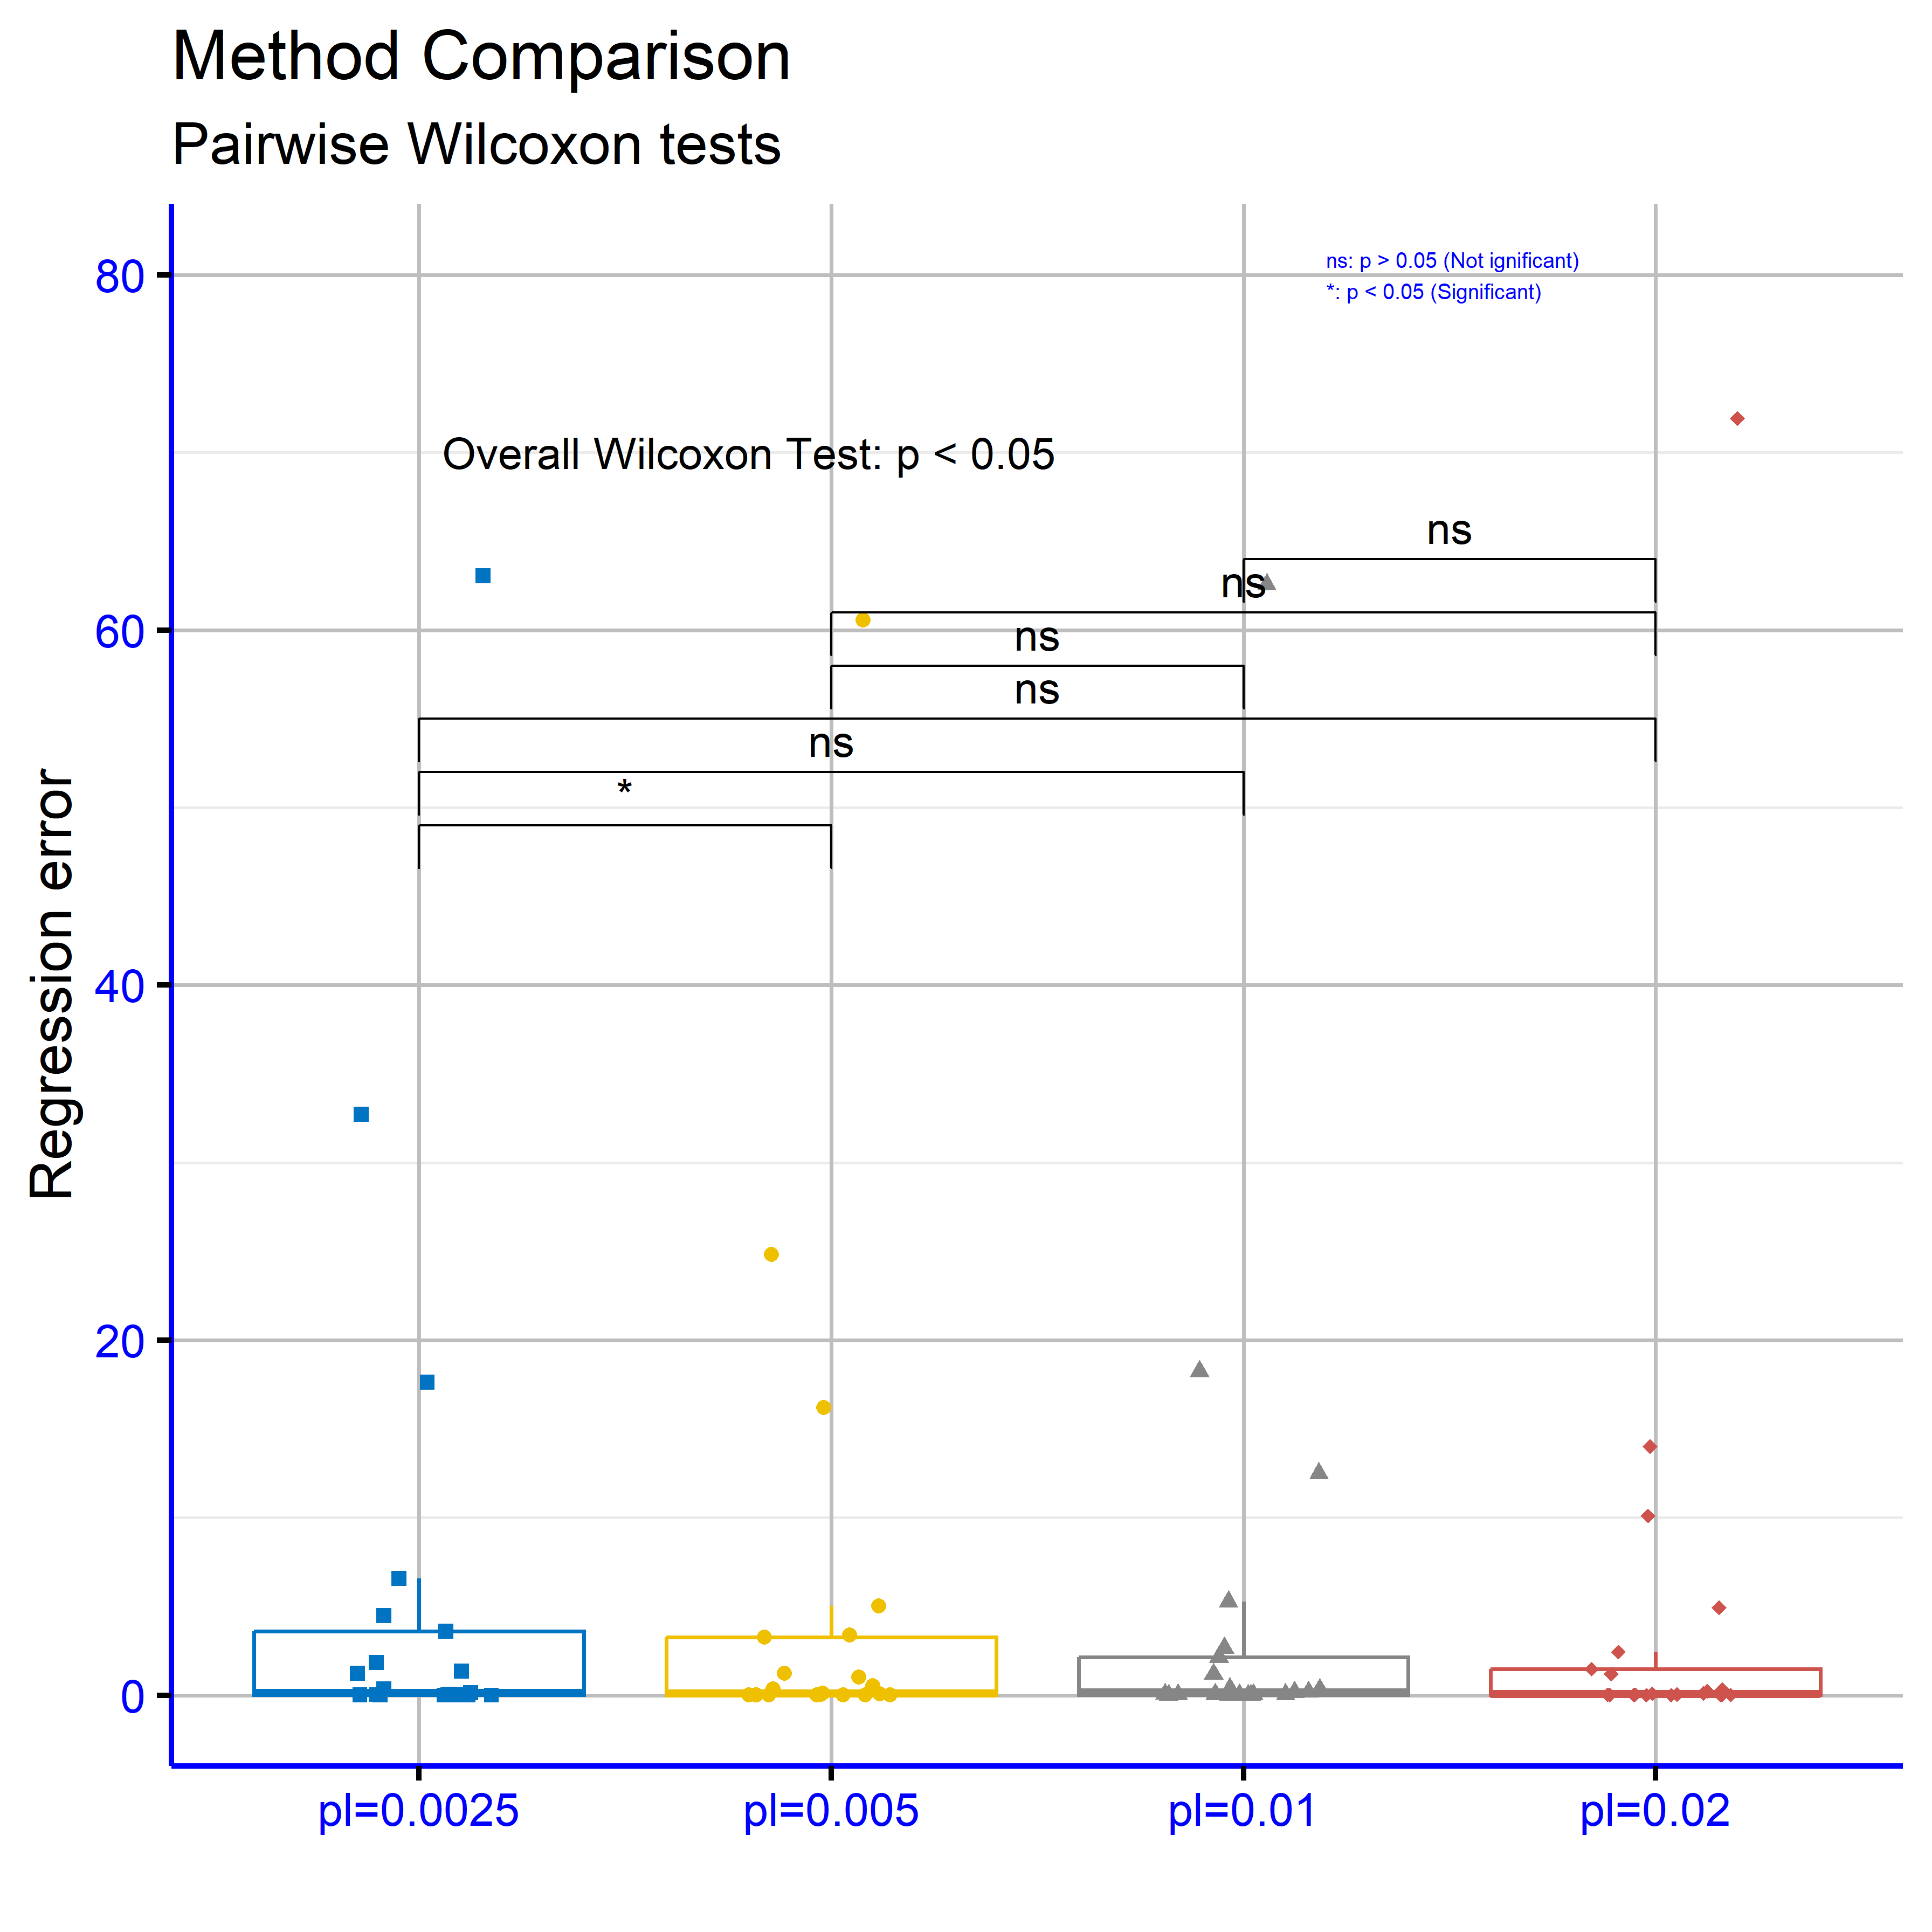 Method Comparison
Pairwise Wilcoxon tests
80
ns: p > 0.05 (Not ignificant)
*: p < 0.05 (Significant)
Overall Wilcoxon Test: p < 0.05
ns
ns
60
ns
ns
ns
*
Regression error
40
20
0
pl=0.0025
pl=0.005
pl=0.01
pl=0.02